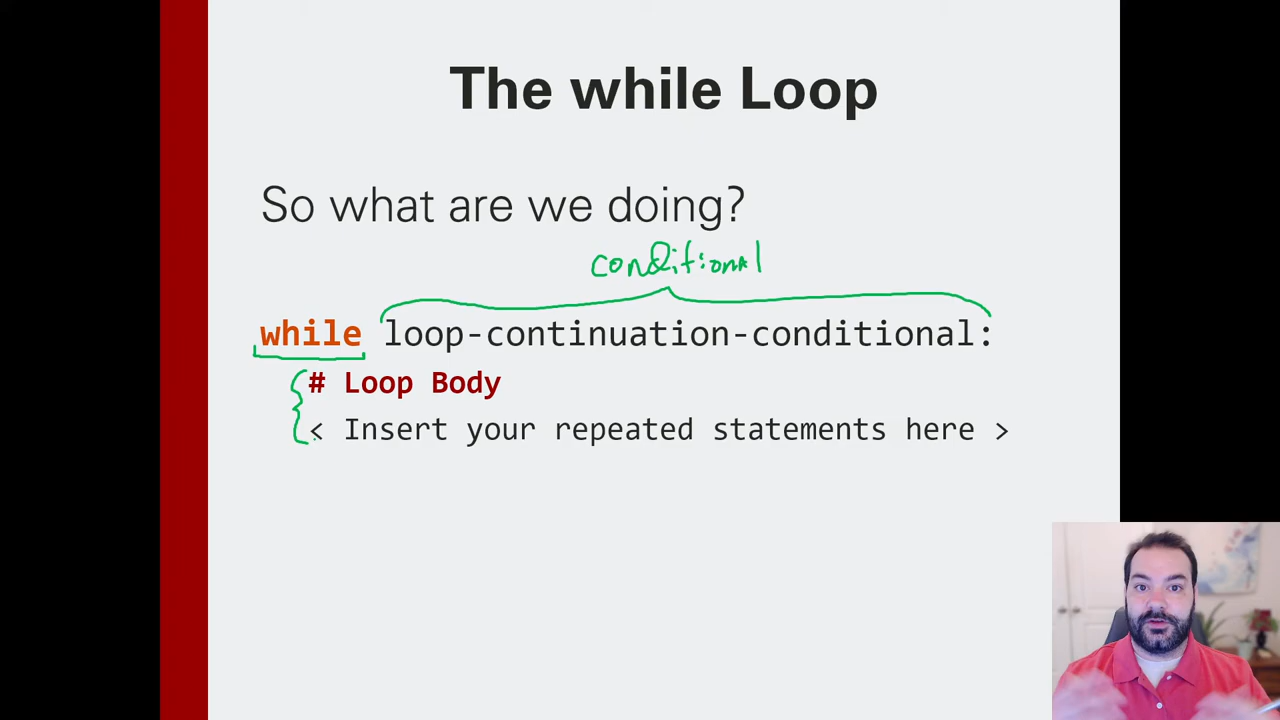 The while Loop
So what are we doing?
conditional
while loop-continuation-conditional:
# Loop Body
< Insert your repeated statements here >